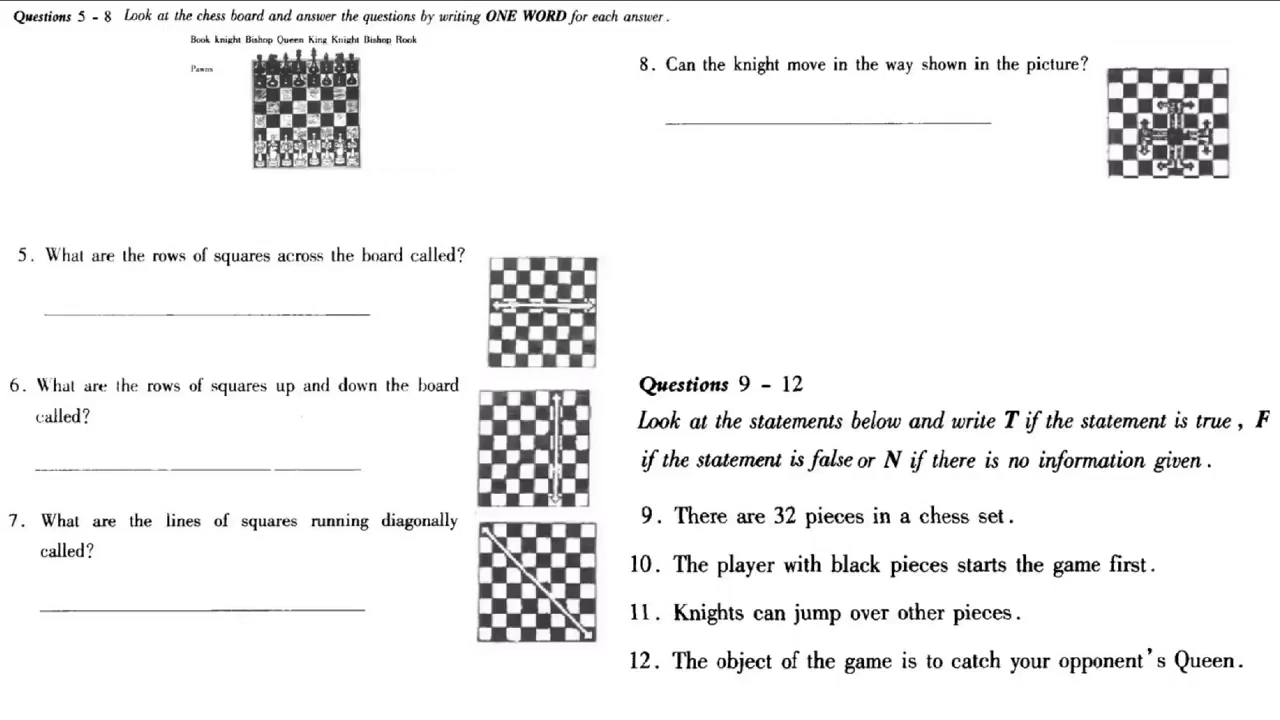 Questions 5 - 8 Look at the chess board and answer the questions by writing ONE WORD for each answer.
Book knight Bishop Queen King Knight Bishop Rook
Pawns
5. What are the rows of squares across the board called?
6. What are the rows of squares up and down the board
called?
7. What are the lines of squares running diagonally
called?
8. Can the knight move in the way shown in the picture?
Questions 9 - 12
Look at the statements below and write T if the statement is true, F
if the statement is false or N if there is no information given.
9. There are 32 pieces in a chess set.
10. The player with black pieces starts the game first.
11. Knights can jump over other pieces.
12. The object of the game is to catch your opponent's Queen.